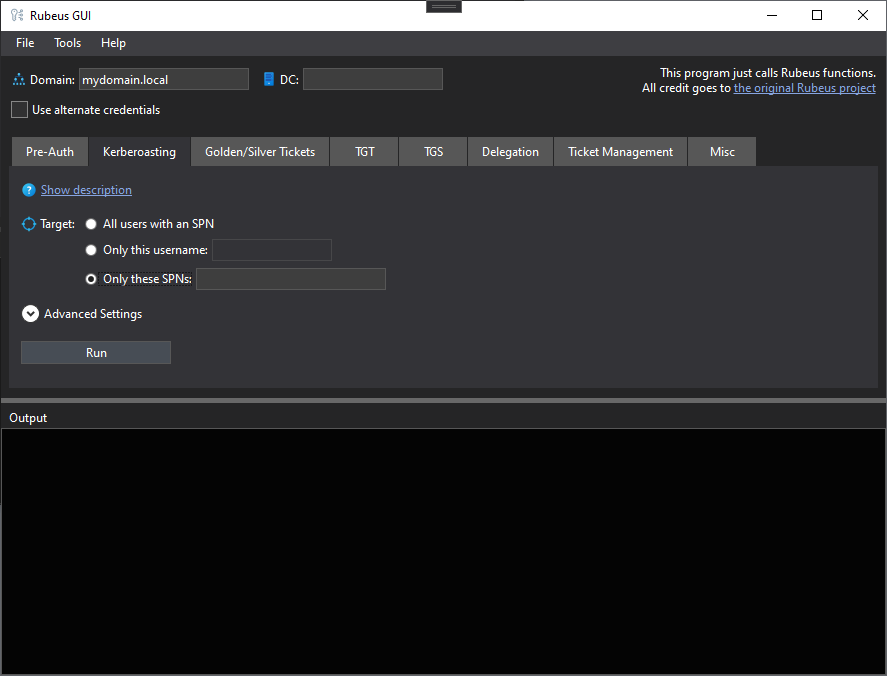 Rubeus GUI
File Tools Help
Domain: mydomain.local DC:
This program just calls Rubeus functions.
All credit goes to the original Rubeus project
Use alternate credentials
Pre-Auth Kerberoasting Golden/Silver Tickets TGT TGS Delegation Ticket Management Misc
? Show description
Target: All users with an SPN
Only this username:
Only these SPNs:
Advanced Settings
Run
Output